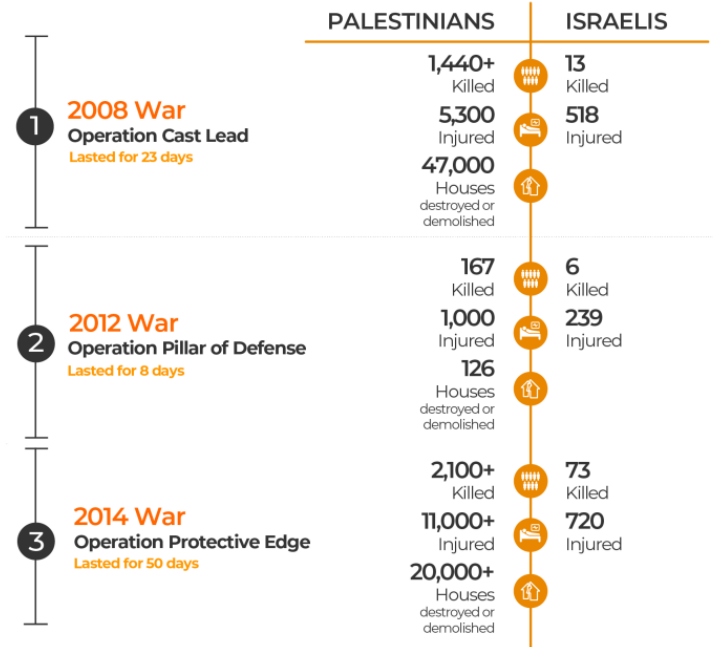 PALESTINIANS ISRAELIS
1
2008 War
Operation Cast Lead
Lasted for 23 days
1,440+ 13
Killed Killed
5,300 518
Injured Injured
47,000
Houses
destroyed or
demolished
2
2012 War
Operation Pillar of Defense
Lasted for 8 days
167 6
Killed Killed
1,000 239
Injured Injured
126
Houses
destroyed or
demolished
3
2014 War
Operation Protective Edge
Lasted for 50 days
2,100+ 73
Killed Killed
11,000+ 720
Injured Injured
20,000+
Houses
destroyed or
demolished